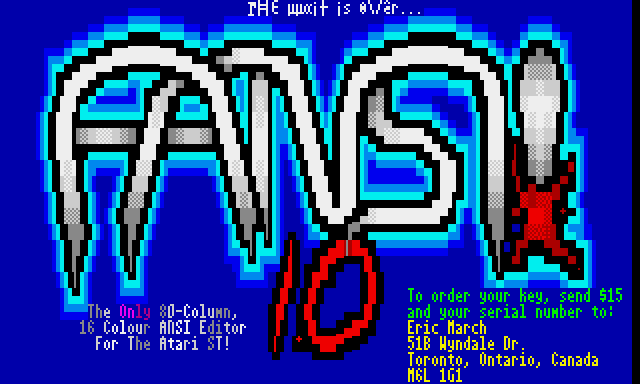 THE wait is over...
FANSI!
1.0
The Only 80-Column,
16 Colour ANSI Editor
For The Atari ST!
To order your key, send $15
and your serial number to:
Eric March
51B Wyndale Dr.
Toronto, Ontario, Canada
M6L 1G1